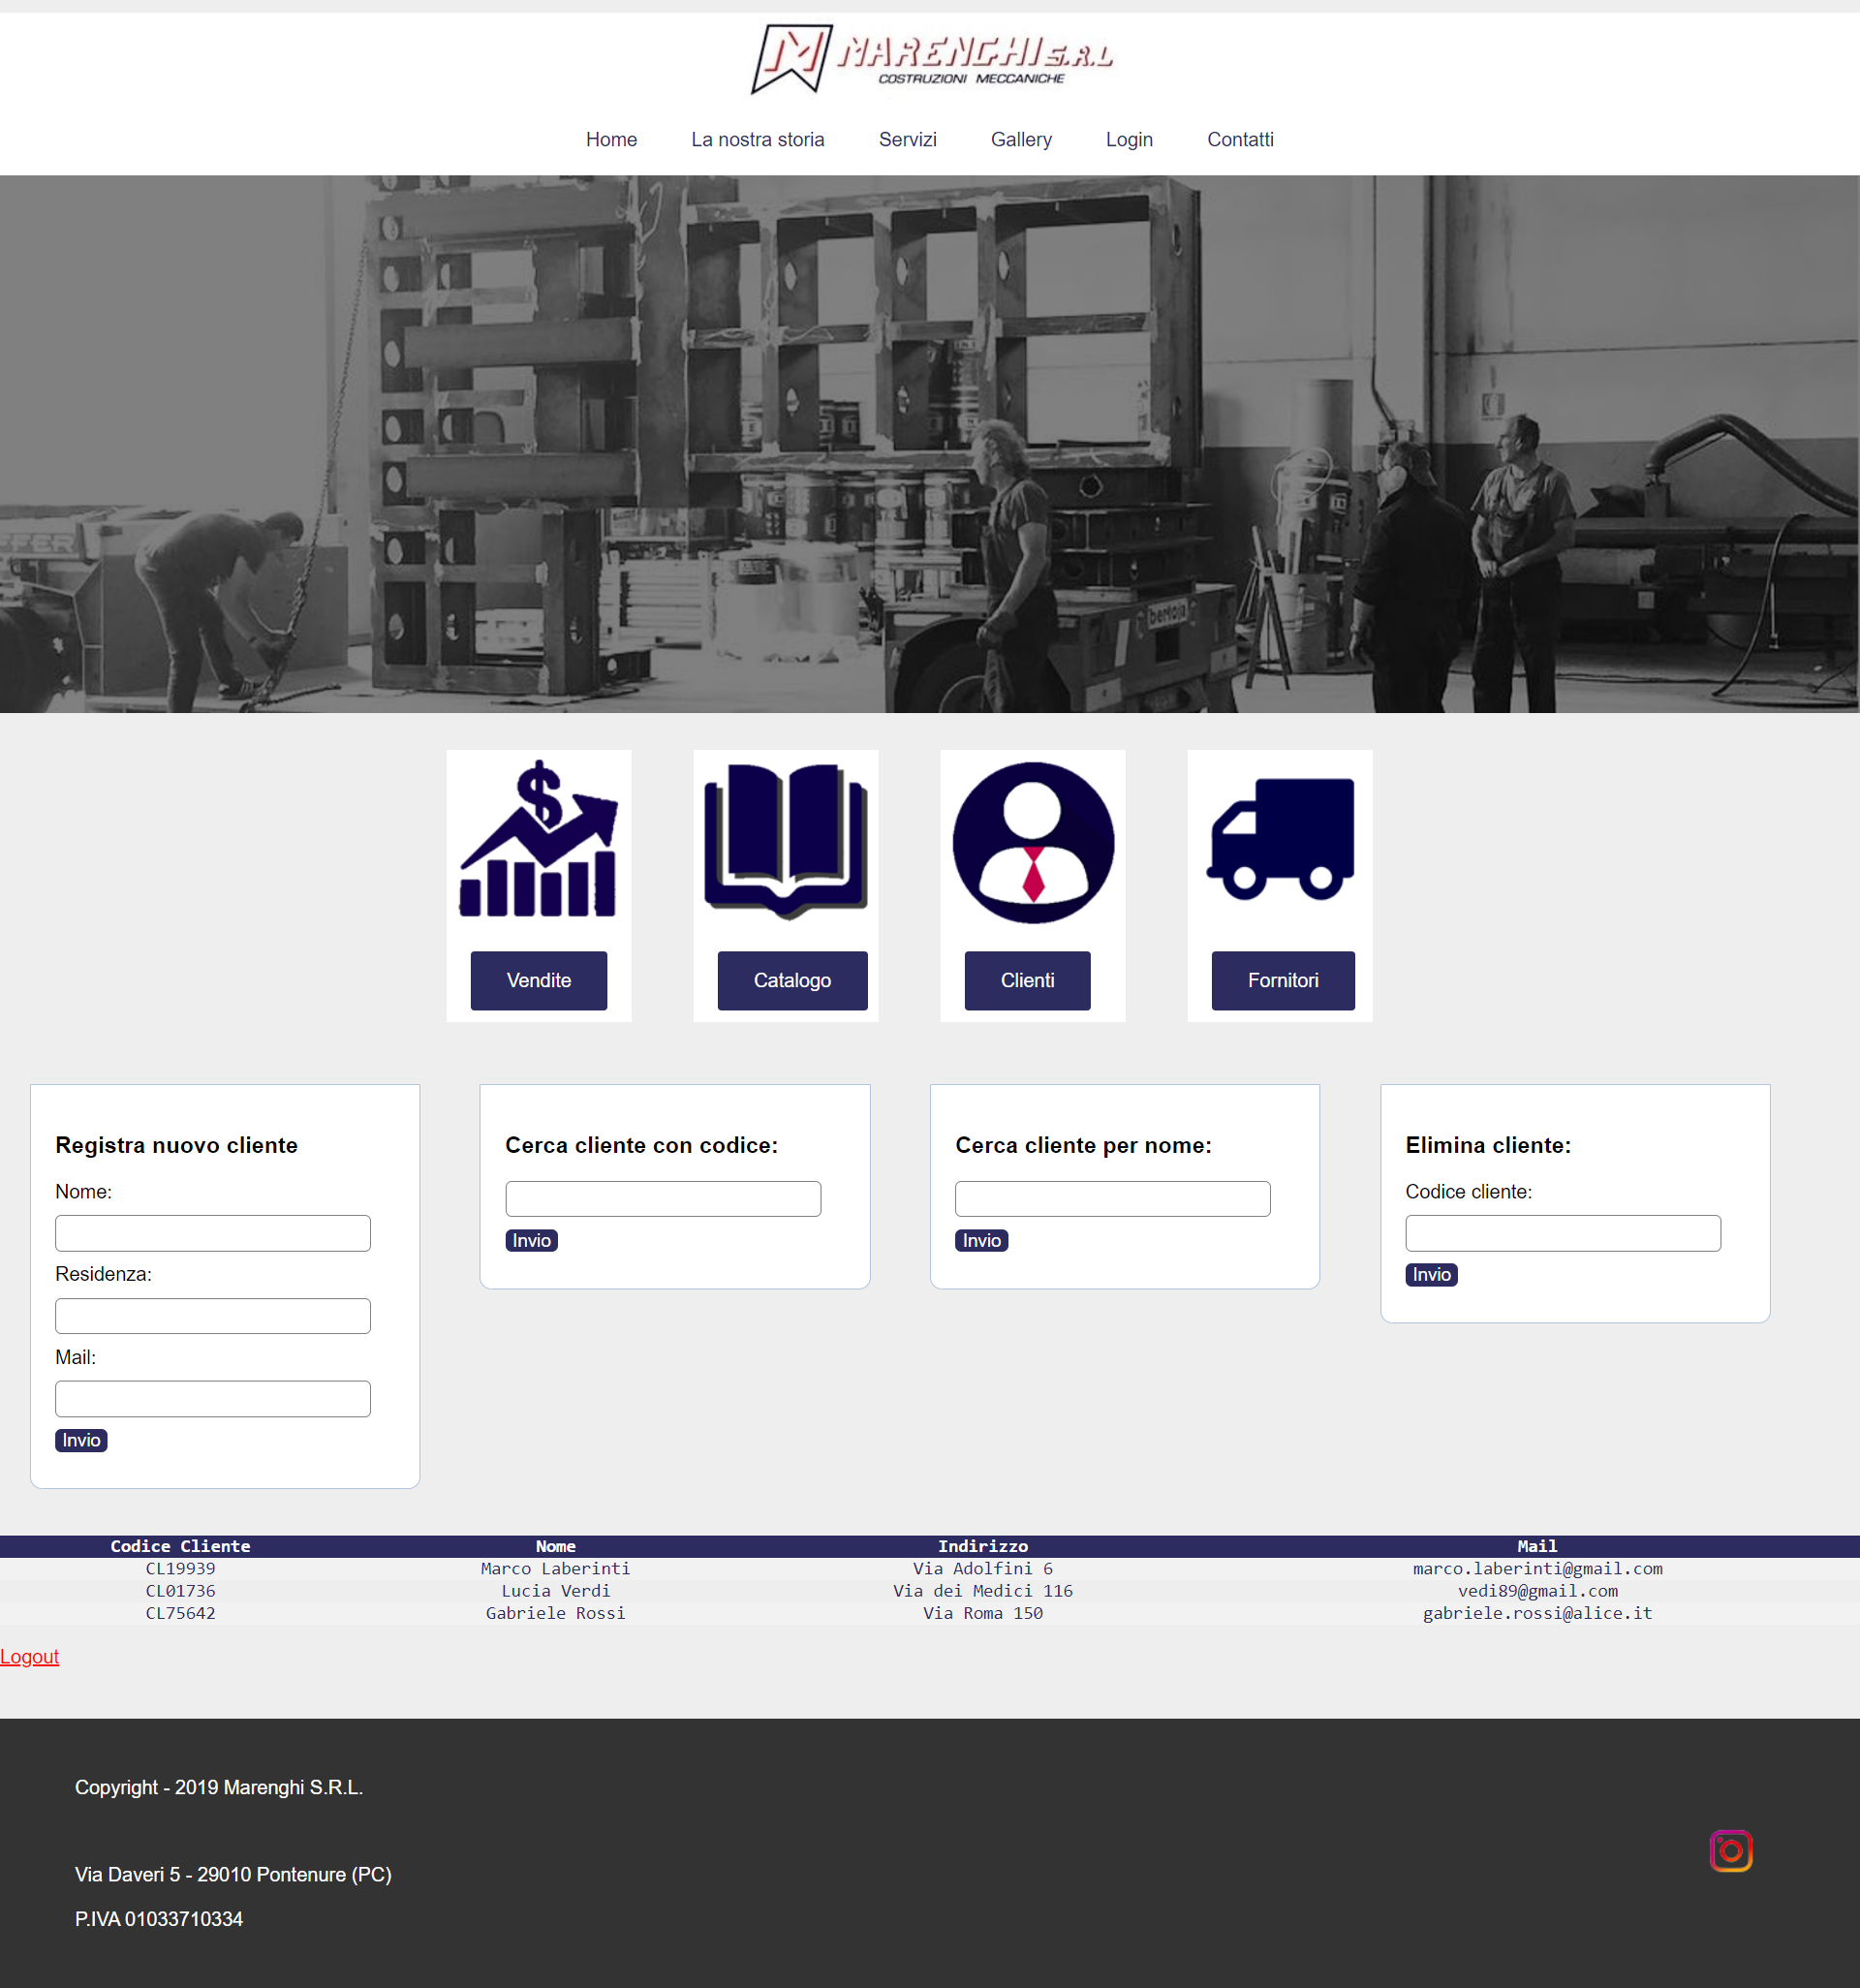 M MARENGHI S.R.L
COSTRUZIONI MECCANICHE
Home La nostra storia Servizi Gallery Login Contatti
bertoja
$
Vendite Catalogo Clienti Fornitori
Registra nuovo cliente
Nome:
Residenza:
Mail:
Invio
Cerca cliente con codice:
Invio
Cerca cliente per nome:
Invio
Elimina cliente:
Codice cliente:
Invio
Codice Cliente Nome Indirizzo Mail
CL19939 Marco Laberinti Via Adolfini 6 marco.laberinti@gmail.com
CL01736 Lucia Verdi Via dei Medici 116 vedi89@gmail.com
CL75642 Gabriele Rossi Via Roma 150 gabriele.rossi@alice.it
Logout
Copyright - 2019 Marenghi S.R.L.
Via Daveri 5 - 29010 Pontenure (PC)
P.IVA 01033710334